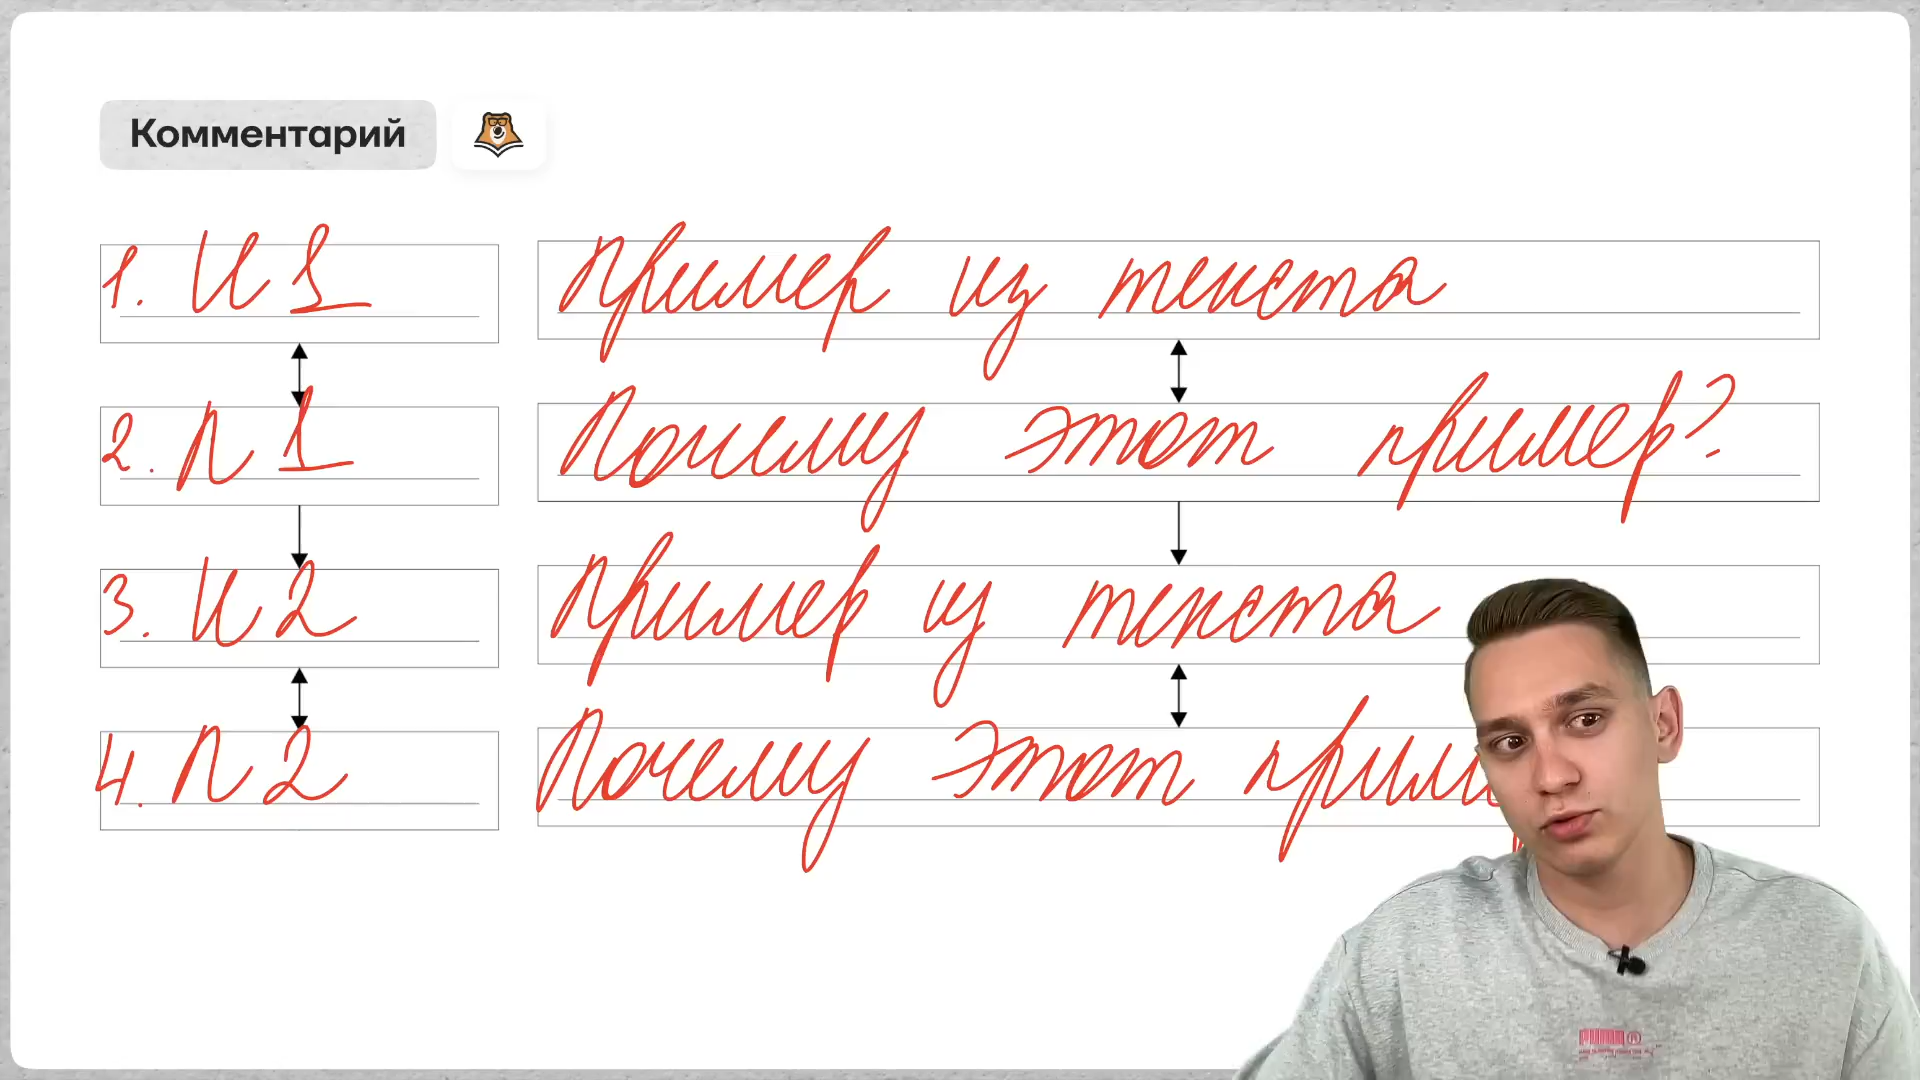 Комментарий
1. И 1 Пример из текста
2. П 1 Почему этот пример?
3. И 2 Пример из текста
4. П 2 Почему этот
PUMA